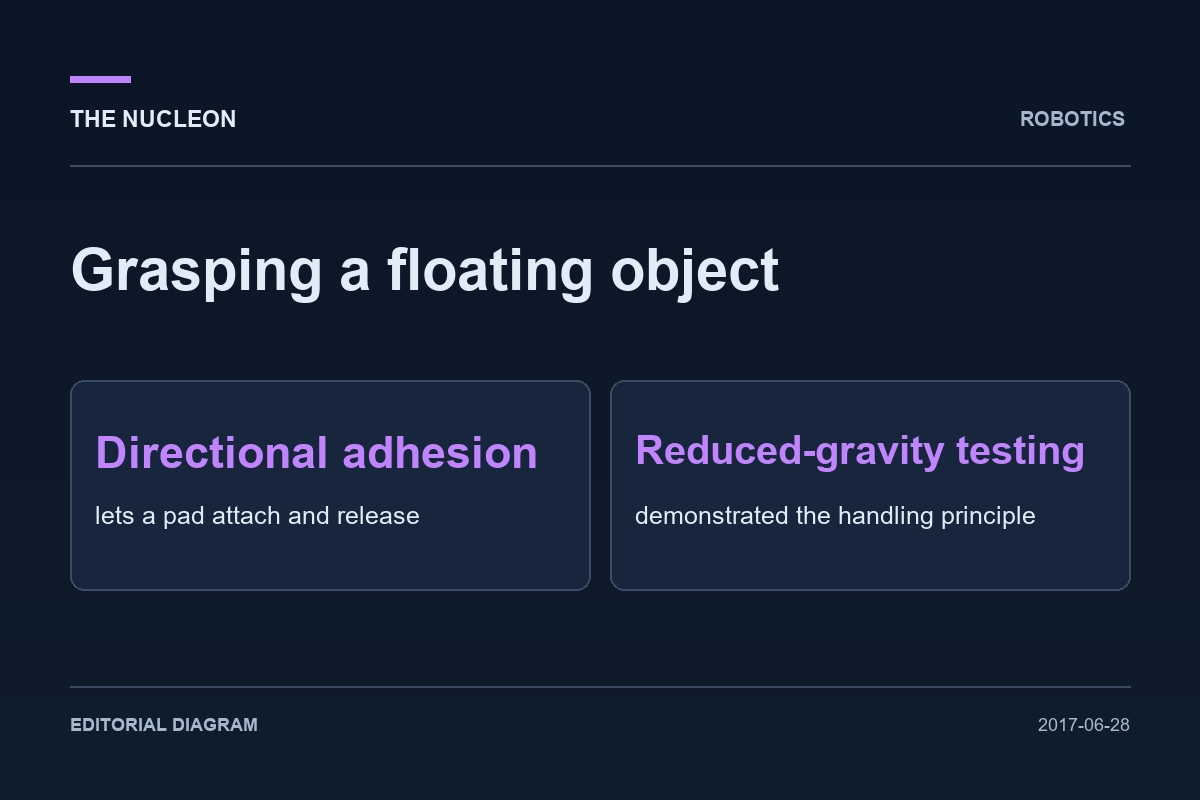 THE NUCLEON
ROBOTICS
Grasping a floating object
Directional adhesion
lets a pad attach and release
Reduced-gravity testing
demonstrated the handling principle
EDITORIAL DIAGRAM
2017-06-28